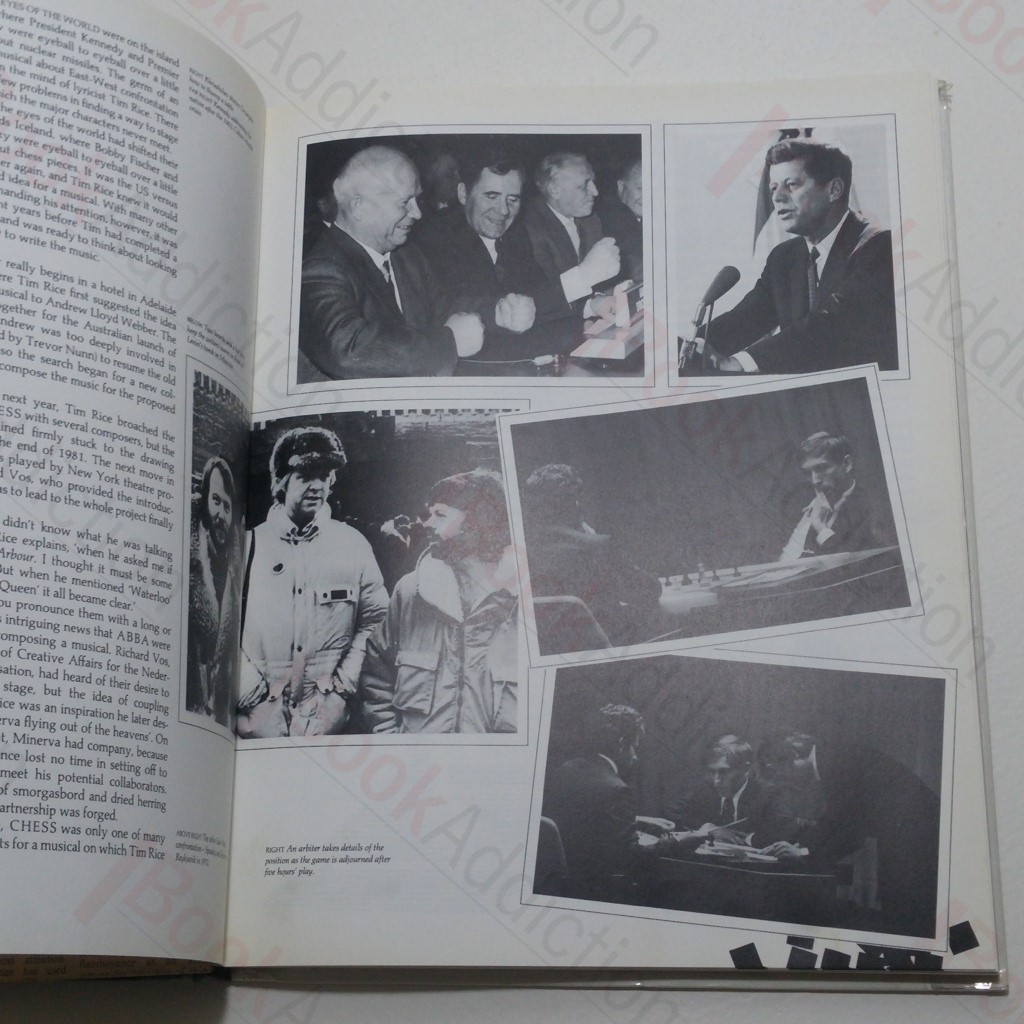 EYES OF THE WORLD were on the island
where President Kennedy and Premier
were eyeball to eyeball over a little
out nuclear missiles. The germ of an
musical about East-West confrontation
the mind of lyricist Tim Rice. There
few problems in finding a way to stage
which the major characters never meet.
the eyes of the world had shifted their
ds Iceland, where Bobby Fischer and
were eyeball to eyeball over a little
ut chess pieces. It was the US versus
er again, and Tim Rice knew it would
d idea for a musical. With many other
manding his attention, however, it was
t years before Tim had completed a
and was ready to think about looking
to write the music.
really begins in a hotel in Adelaide
ere Tim Rice first suggested the idea
usical to Andrew Lloyd Webber. The
gether for the Australian launch of
ndrew was too deeply involved in
d by Trevor Nunn) to resume the old
so the search began for a new col-
compose the music for the proposed
next year, Tim Rice broached the
ESS with several composers, but the
ined firmly stuck to the drawing
he end of 1981. The next move in
s played by New York theatre pro-
d Vos, who provided the introduc-
as to lead to the whole project finally
didn't know what he was talking
Rice explains, 'when he asked me if
Arbour. I thought it must be some
But when he mentioned 'Waterloo'
Queen' it all became clear.'
ou pronounce them with a long or
s intriguing news that ABBA were
composing a musical. Richard Vos,
of Creative Affairs for the Neder-
sation, had heard of their desire to
stage, but the idea of coupling
ice was an inspiration he later des-
erva flying out of the heavens'. On
t, Minerva had company, because
nce lost no time in setting off to
meet his potential collaborators.
of smorgasbord and dried herring
artnership was forged.
, CHESS was only one of many
ts for a musical on which Tim Rice
ABOVE RIGHT The
confrontation
Reykjavik in 1972.
RIGHT An arbiter takes details of the
position as the game is adjourned after
five hours' play.
BookAddiction